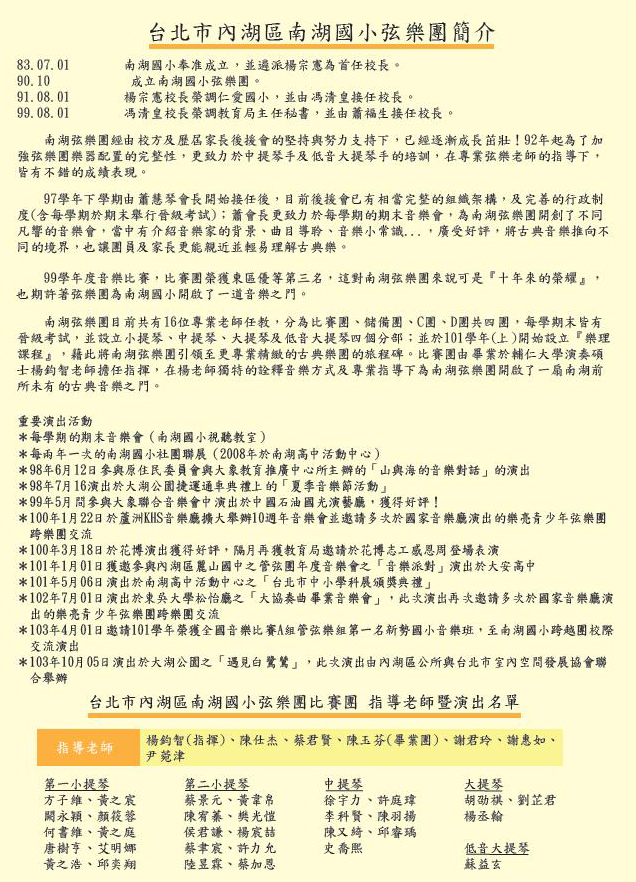 台北市內湖區南湖國小弦樂團簡介
83.07.01 南湖國小奉准成立，並遴派楊宗憲為首任校長。
90.10 成立南湖國小弦樂團。
91.08.01 楊宗憲校長榮調仁愛國小，並由馮清皇接任校長。
99.08.01 馮清皇校長榮調教育局主任秘書，並由蕭福生接任校長。
南湖弦樂團經由校方及歷屆家長後援會的堅持與努力支持下，已經逐漸成長茁壯！92年起為了加
強弦樂團樂器配置的完整性，更致力於中提琴手及低音大提琴手的培訓，在專業弦樂老師的指導下，
皆有不錯的成績表現。
97學年下學期由蕭慧琴會長開始接任後，目前後援會已有相當完整的組織架構，及完善的行政制
度(含每學期於期末舉行晉級考試)；蕭會長更致力於每學期的期末音樂會，為南湖弦樂團開創了不同
凡響的音樂會，當中有介紹音樂家的背景、曲目導聆、音樂小常識...，廣受好評，將古典音樂推向不
同的境界，也讓團員及家長更能親近並輕易理解古典樂。
99學年度音樂比賽，比賽團榮獲東區優等第三名，這對南湖弦樂團來說可是『十年來的榮耀』，
也期許著弦樂團為南湖國小開啟了一道音樂之門。
南湖弦樂團目前共有16位專業老師任教，分為比賽團、儲備團、C團、D團共四團，每學期末皆有
晉級考試，並設立小提琴、中提琴、大提琴及低音大提琴四個分部；並於101學年(上)開始設立『樂理
課程』，藉此將南湖弦樂團引領至更專業精緻的古典樂團的旅程碑。比賽團由畢業於輔仁大學演奏碩
士楊鈞智老師擔任指揮，在楊老師獨特的詮釋音樂方式及專業指導下為南湖弦樂團開啟了一扇南湖前
所未有的古典音樂之門。
重要演出活動
＊每學期的期末音樂會（南湖國小視聽教室）
＊每兩年一次的南湖國小社團聯展（2008年於南湖高中活動中心）
＊98年6月12日參與原住民委員會與大象教育推廣中心所主辦的「山與海的音樂對話」的演出
＊98年7月16演出於大湖公園捷運通車典禮上的「夏季音樂節活動」
＊99年5月間參與大象聯合音樂會中演出於中國石油國光演藝廳，獲得好評！
＊100年1月22日於蘆洲KHS音樂廳擴大舉辦10週年音樂會並邀請多次於國家音樂廳演出的樂亮青少年弦樂團
跨樂團交流
＊100年3月18日於花博演出獲得好評，隔月再獲教育局邀請於花博志工感恩周登場表演
＊101年1月01日獲邀參與內湖區麗山國中之管弦團年度音樂會之「音樂派對」演出於大安高中
＊101年5月06日演出於南湖高中活動中心之「台北市中小學科展頒獎典禮」
＊102年7月01日演出於東吳大學松怡廳之「大協奏曲畢業音樂會」，此次演出再次邀請多次於國家音樂廳演
出的樂亮青少年弦樂團跨樂團交流
＊103年4月01日邀請101學年榮獲全國音樂比賽A組管弦樂組第一名新勢國小音樂班，至南湖國小跨越團校際
交流演出
＊103年10月05日演出於大湖公園之「遇見白鷺鷥」，此次演出由內湖區公所與台北市室內空間發展協會聯
合舉辦
台北市內湖區南湖國小弦樂團比賽團 指導老師暨演出名單
指導老師 楊鈞智(指揮)、陳仕杰、蔡君賢、陳玉芬(畢業團)、謝君玲、謝惠如、
尹菀津
第一小提琴 第二小提琴 中提琴 大提琴
方子維、黃之宸 蔡景元、黃韋帛 徐宇力、許庭瑋 胡劭祺、劉芷君
闕永穎、顏筱蓉 陳宥蓁、樊光愷 李科賢、陳羽揚 楊丞翰
何書維、黃之庭 侯君謙、楊宸喆 陳又綺、邱睿瑀
唐樹亨、艾明娜 蔡聿宸、許力允 史喬熙 低音大提琴
黃之浩、邱奕翔 陸昱霖、蔡加恩 蘇益玄